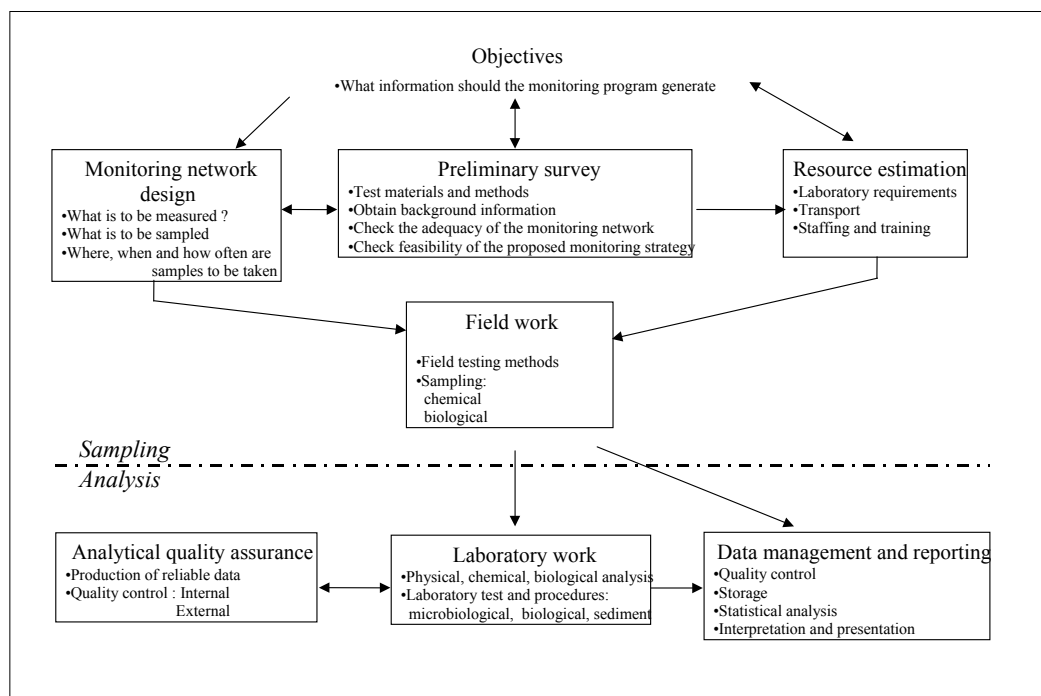 Objectives
•What information should the monitoring program generate
Monitoring network
design
•What is to be measured ?
•What is to be sampled
•Where, when and how often are
samples to be taken
Preliminary survey
•Test materials and methods
•Obtain background information
•Check the adequacy of the monitoring network
•Check feasibility of the proposed monitoring strategy
Resource estimation
•Laboratory requirements
•Transport
•Staffing and training
Field work
•Field testing methods
•Sampling:
chemical
biological
Sampling
Analysis
Analytical quality assurance
•Production of reliable data
•Quality control : Internal
External
Laboratory work
•Physical, chemical, biological analysis
•Laboratory test and procedures:
microbiological, biological, sediment
Data management and reporting
•Quality control
•Storage
•Statistical analysis
•Interpretation and presentation